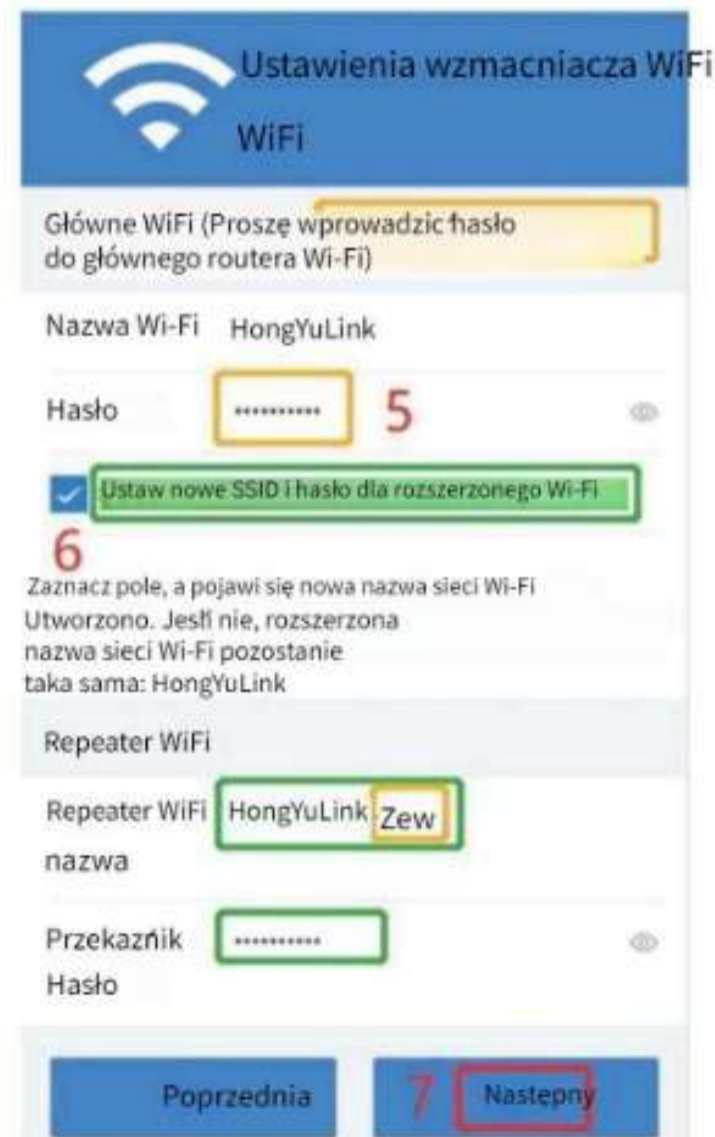 Ustawienia wzmacniacza WiFi
WiFi
Główne WiFi (Proszę wprowadzic hasło
do głównego routera Wi-Fi)
Nazwa Wi-Fi HongYuLink
Hasło •••••••••• 5
Ustaw nowe SSID i hasło dla rozszerzonego Wi-Fi
6
Zaznacz pole, a pojawi się nowa nazwa sieci Wi-Fi
Utworzono. Jesħ nie, rozszerzona
nazwa sieci Wi-Fi pozostanie
taka sama: HongYuLink
Repeater WiFi
Repeater WiFi HongYuLink Zew
nazwa
Przekaźnik ••••••••••
Hasło
Poprzednia 7 Następny